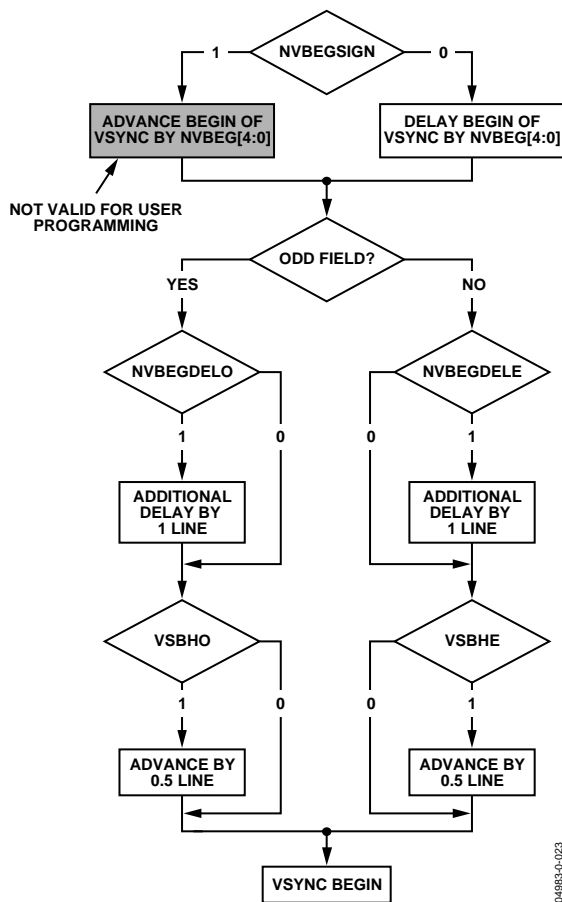 NVBEGSIGN
1
0
ADVANCE BEGIN OF
VSYNC BY NVBEG[4:0]
DELAY BEGIN OF
VSYNC BY NVBEG[4:0]
NOT VALID FOR USER
PROGRAMMING
ODD FIELD?
YES
NO
NVBEGDELO
NVBEGDELE
1
0
0
1
ADDITIONAL
DELAY BY
1 LINE
ADDITIONAL
DELAY BY
1 LINE
VSBHO
VSBHE
1
0
0
1
ADVANCE BY
0.5 LINE
ADVANCE BY
0.5 LINE
VSYNC BEGIN
04983-0-023